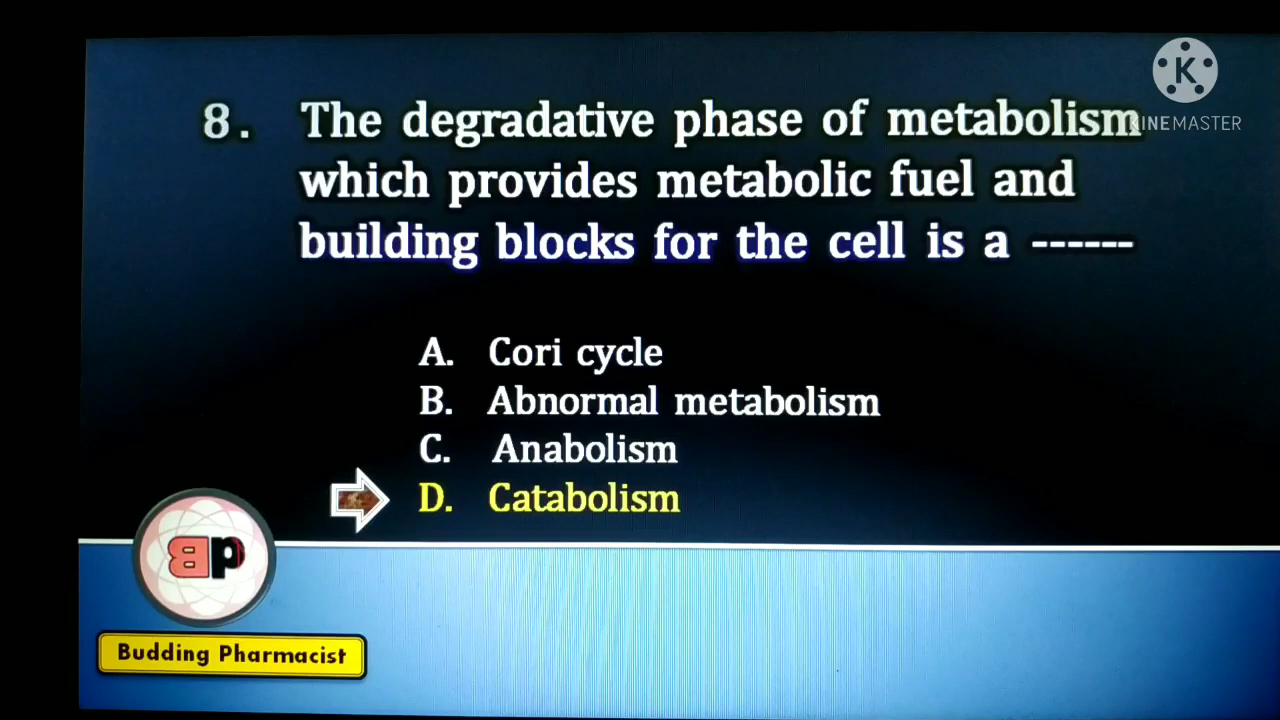 K
KINEMASTER
8. The degradative phase of metabolism
which provides metabolic fuel and
building blocks for the cell is a ------
A. Cori cycle
B. Abnormal metabolism
C. Anabolism
D. Catabolism
Bp
Budding Pharmacist